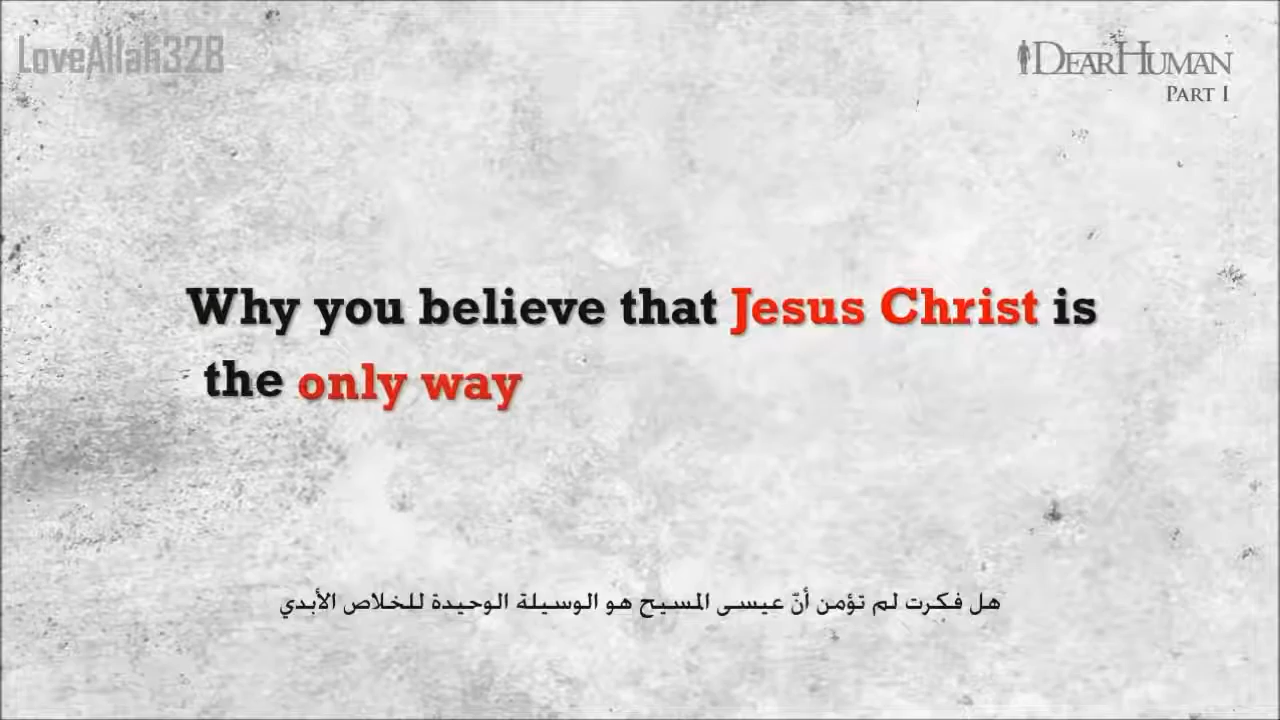 LoveAllah328
DEARHUMAN
PART I
Why you believe that Jesus Christ is
the only way
هل فكرت لم تؤمن أنّ عيسى المسيح هو الوسيلة الوحيدة للخلاص الأبدي